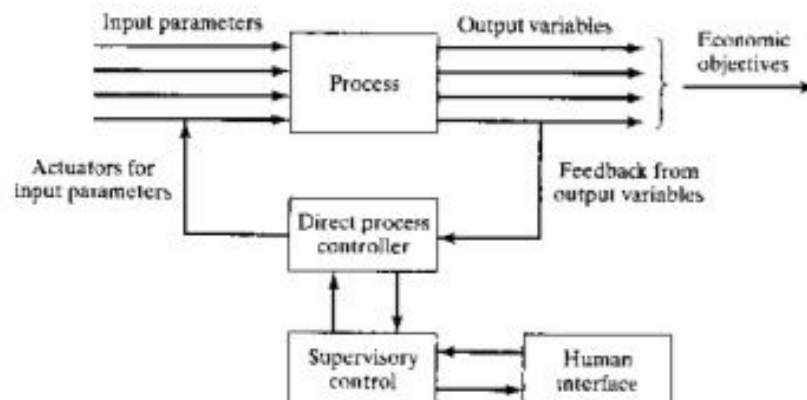 Input parameters
Output variables
Economic
objectives
Process
Actuators for
input parameters
Feedback from
output variables
Direct process
controller
Supervisory
control
Human
interface